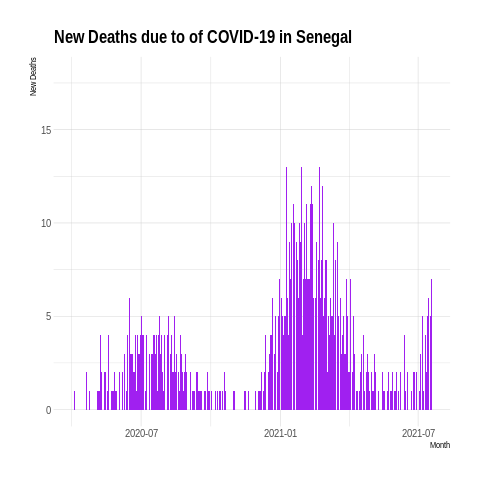 New Deaths due to of COVID-19 in Senegal
New Deaths
15
10
5
0
2020-07
2021-01
2021-07
Month